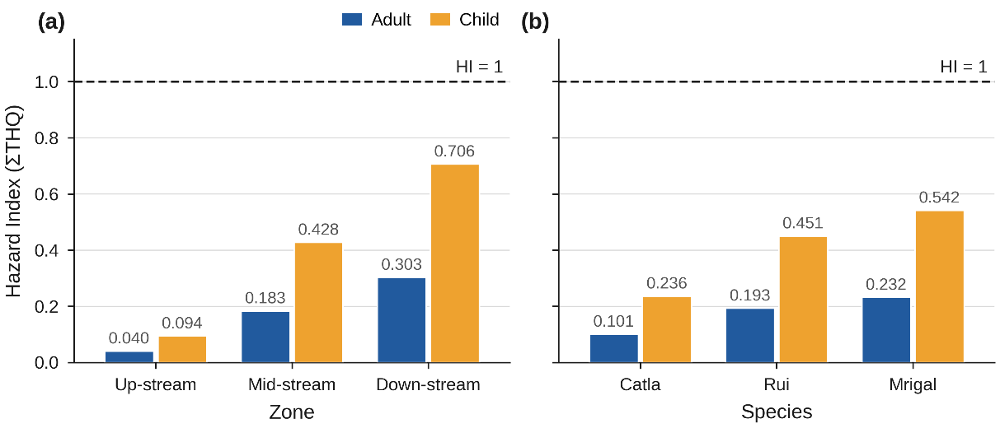 (a)
Adult Child
Hazard Index (ΣTHQ)
1.0
0.8
0.6
0.4
0.2
0.0
HI = 1
0.040
0.094
0.183
0.428
0.303
0.706
Up-stream Mid-stream Down-stream
Zone
(b)
HI = 1
0.101
0.236
0.193
0.451
0.232
0.542
Catla Rui Mrigal
Species